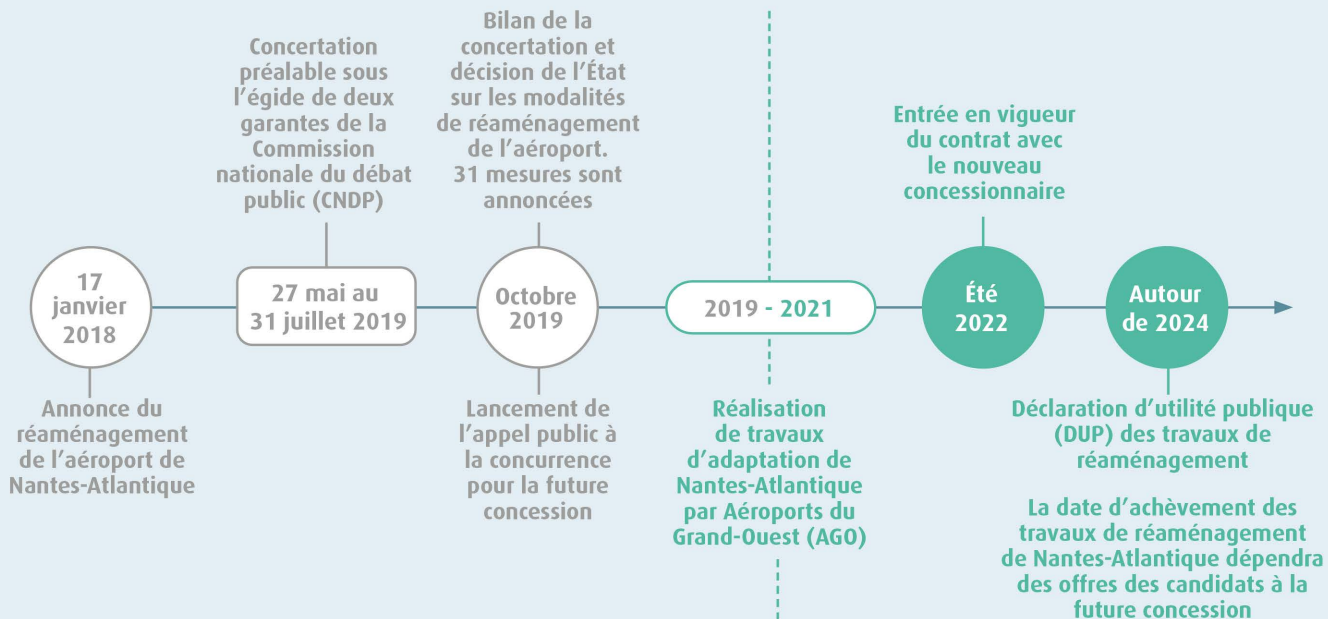 Concertation
préalable sous
l'égide de deux
garantes de la
Commission
nationale du débat
public (CNDP)
Bilan de la
concertation et
décision de l'État
sur les modalités
de réaménagement
de l'aéroport.
31 mesures sont
annoncées
Entrée en vigueur
du contrat avec
le nouveau
concessionnaire
17
janvier
2018
27 mai au
31 juillet 2019
Octobre
2019
2019 - 2021
Été
2022
Autour
de 2024
Annonce du
réaménagement
de l'aéroport de
Nantes-Atlantique
Lancement de
l'appel public à
la concurrence
pour la future
concession
Réalisation
de travaux
d'adaptation de
Nantes-Atlantique
par Aéroports du
Grand-Ouest (AGO)
Déclaration d'utilité publique
(DUP) des travaux de
réaménagement
La date d'achèvement des
travaux de réaménagement
de Nantes-Atlantique dépendra
des offres des candidats à la
future concession